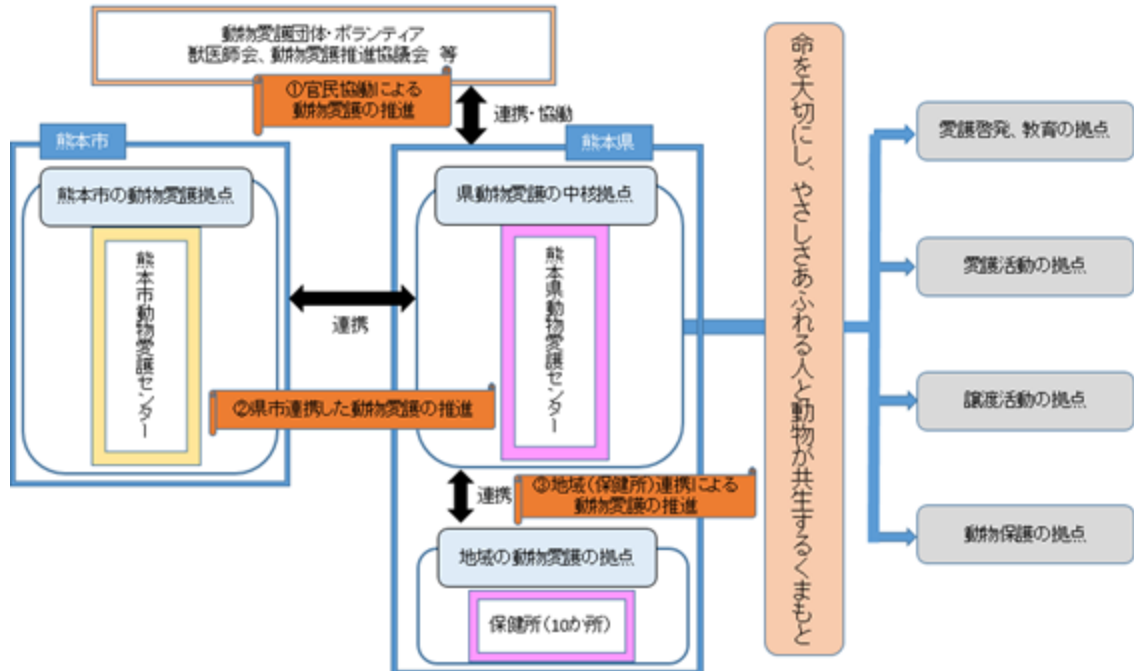 動物愛護団体・ボランティア
獣医師会、動物愛護推進協議会 等
①官民協働による
動物愛護の推進
連携・協働
熊本市
熊本市の動物愛護拠点
熊本市動物愛護センター
連携
②県市連携した動物愛護の推進
熊本県
県動物愛護の中核拠点
熊本県動物愛護センター
連携
③地域(保健所)連携による
動物愛護の推進
地域の動物愛護の拠点
保健所(10か所)
命を大切にし、やさしさあふれる人と動物が共生するくまもと
愛護啓発、教育の拠点
愛護活動の拠点
譲渡活動の拠点
動物保護の拠点